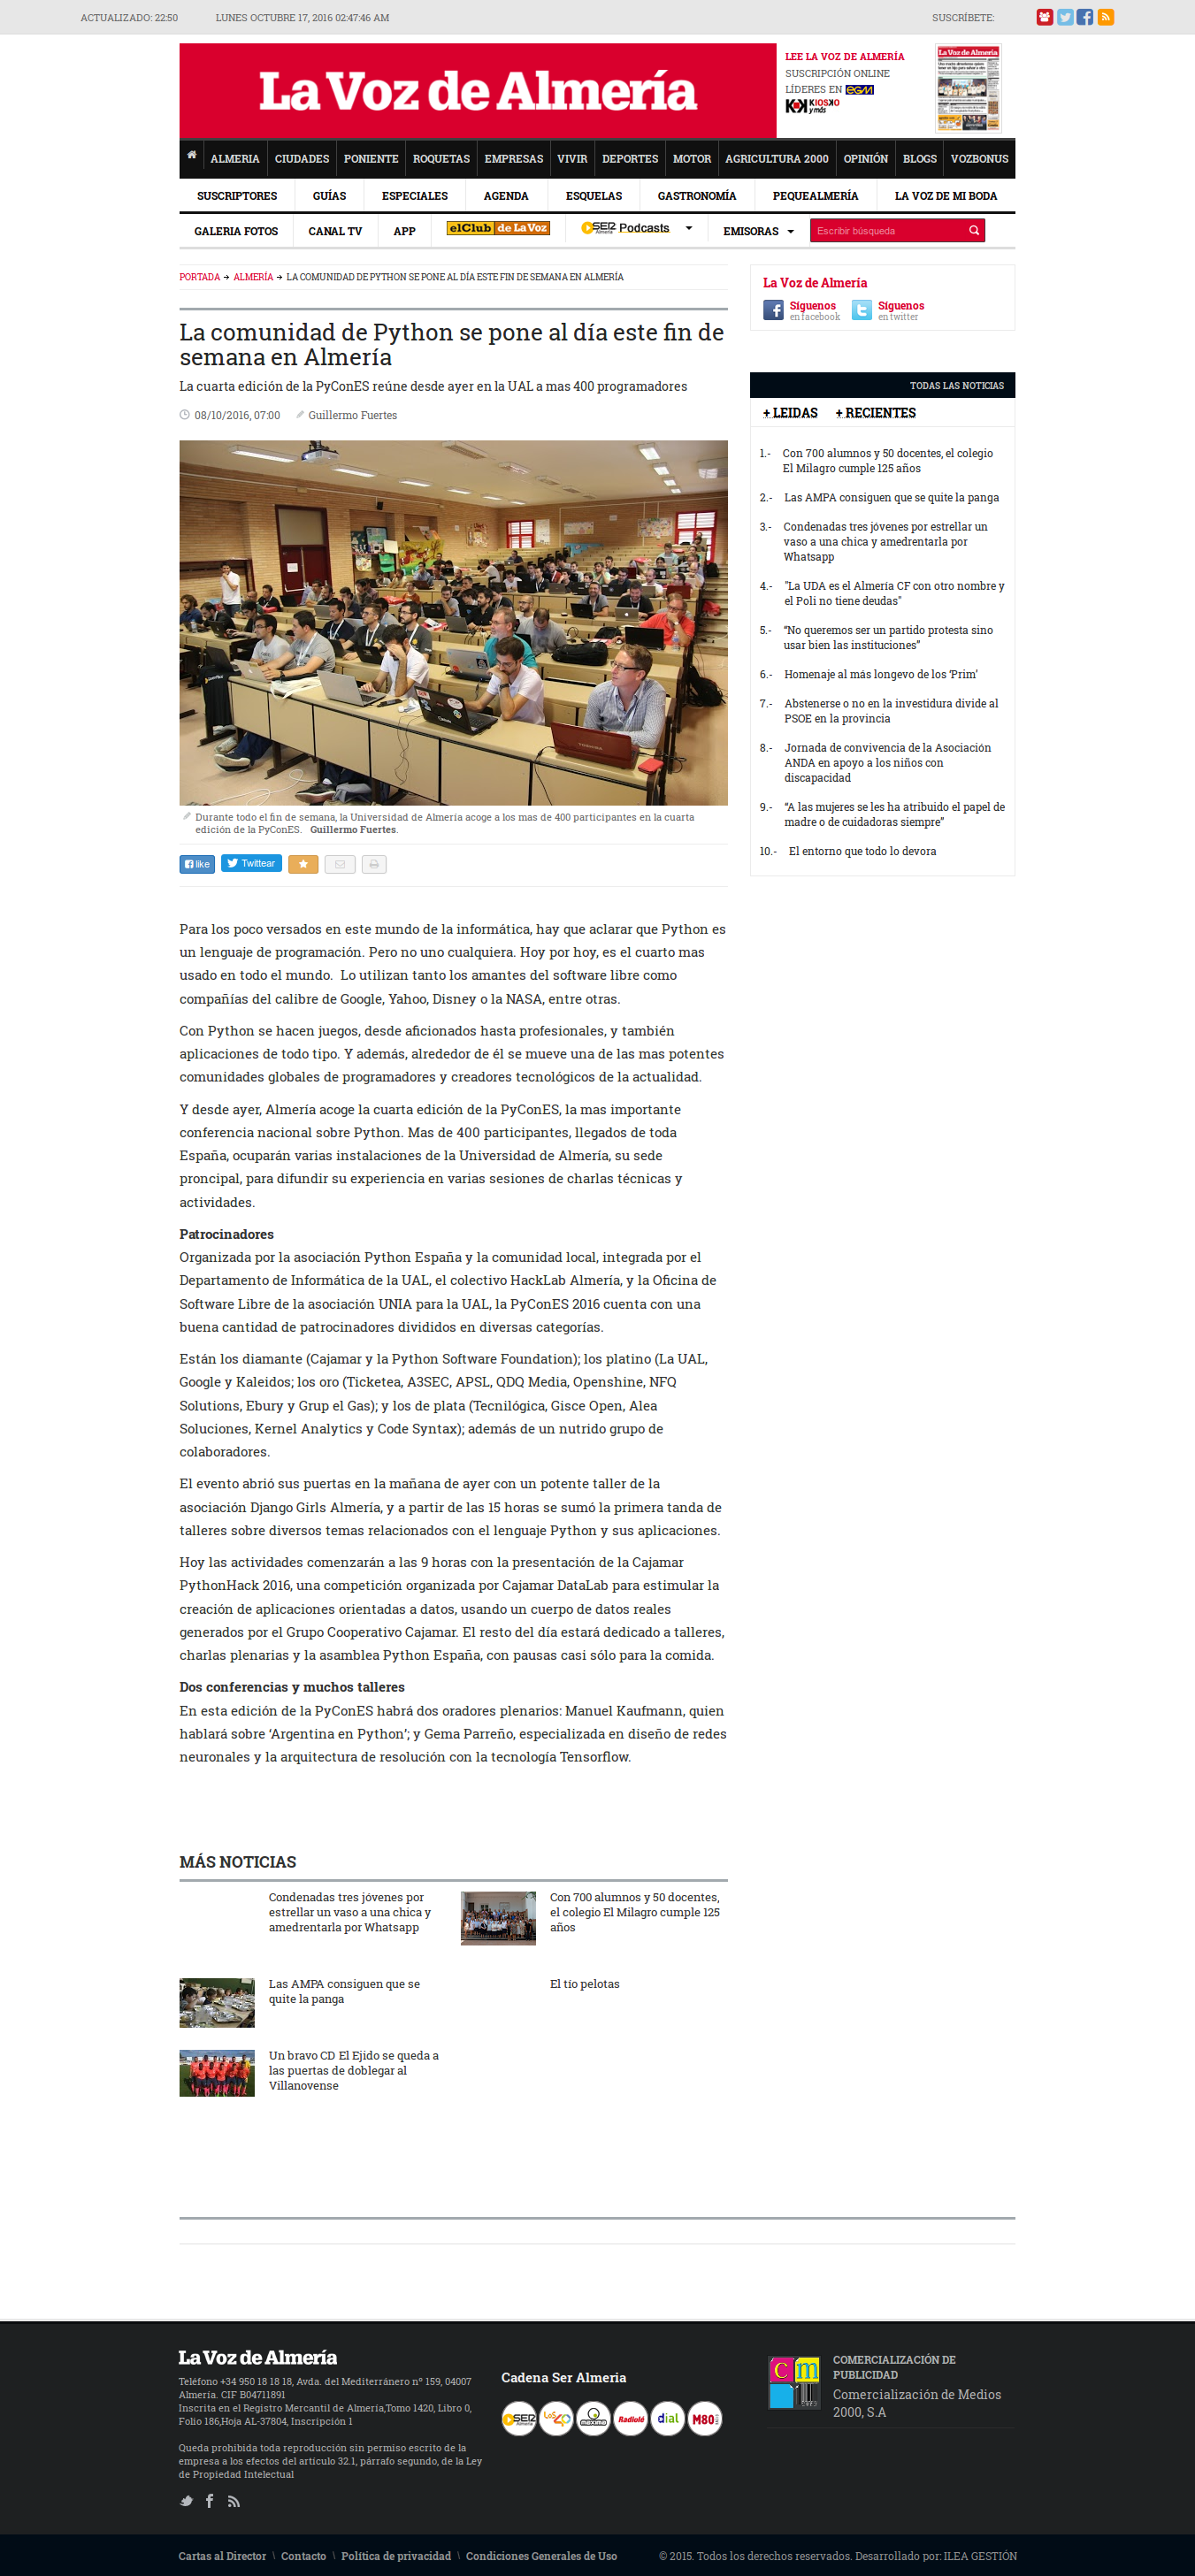 ACTUALIZADO: 22:50
LUNES OCTUBRE 17, 2016 02:47:46 AM
SUSCRÍBETE:
La Voz de Almería
LEE LA VOZ DE ALMERÍA
SUSCRIPCIÓN ONLINE
LÍDERES EN EGM
KIOSKO
y más
ALMERIA
CIUDADES
PONIENTE
ROQUETAS
EMPRESAS
VIVIR
DEPORTES
MOTOR
AGRICULTURA 2000
OPINIÓN
BLOGS
VOZBONUS
SUSCRIPTORES
GUÍAS
ESPECIALES
AGENDA
ESQUELAS
GASTRONOMÍA
PEQUEALMERÍA
LA VOZ DE MI BODA
GALERIA FOTOS
CANAL TV
APP
elClub de La Voz
SER Almería Podcasts
EMISORAS
Escribir búsqueda
PORTADA ALMERÍA LA COMUNIDAD DE PYTHON SE PONE AL DÍA ESTE FIN DE SEMANA EN ALMERÍA
La comunidad de Python se pone al día este fin de
semana en Almería
La cuarta edición de la PyConES reúne desde ayer en la UAL a mas 400 programadores
08/10/2016, 07:00
Guillermo Fuertes
Durante todo el fin de semana, la Universidad de Almería acoge a los mas de 400 participantes en la cuarta
edición de la PyConES. Guillermo Fuertes.
like
Twittear
Para los poco versados en este mundo de la informática, hay que aclarar que Python es
un lenguaje de programación. Pero no uno cualquiera. Hoy por hoy, es el cuarto mas
usado en todo el mundo. Lo utilizan tanto los amantes del software libre como
compañías del calibre de Google, Yahoo, Disney o la NASA, entre otras.
Con Python se hacen juegos, desde aficionados hasta profesionales, y también
aplicaciones de todo tipo. Y además, alrededor de él se mueve una de las mas potentes
comunidades globales de programadores y creadores tecnológicos de la actualidad.
Y desde ayer, Almería acoge la cuarta edición de la PyConES, la mas importante
conferencia nacional sobre Python. Mas de 400 participantes, llegados de toda
España, ocuparán varias instalaciones de la Universidad de Almería, su sede
proncipal, para difundir su experiencia en varias sesiones de charlas técnicas y
actividades.
Patrocinadores
Organizada por la asociación Python España y la comunidad local, integrada por el
Departamento de Informática de la UAL, el colectivo HackLab Almería, y la Oficina de
Software Libre de la asociación UNIA para la UAL, la PyConES 2016 cuenta con una
buena cantidad de patrocinadores divididos en diversas categorías.
Están los diamante (Cajamar y la Python Software Foundation); los platino (La UAL,
Google y Kaleidos; los oro (Ticketea, A3SEC, APSL, QDQ Media, Openshine, NFQ
Solutions, Ebury y Grup el Gas); y los de plata (Tecnilógica, Gisce Open, Alea
Soluciones, Kernel Analytics y Code Syntax); además de un nutrido grupo de
colaboradores.
El evento abrió sus puertas en la mañana de ayer con un potente taller de la
asociación Django Girls Almería, y a partir de las 15 horas se sumó la primera tanda de
talleres sobre diversos temas relacionados con el lenguaje Python y sus aplicaciones.
Hoy las actividades comenzarán a las 9 horas con la presentación de la Cajamar
PythonHack 2016, una competición organizada por Cajamar DataLab para estimular la
creación de aplicaciones orientadas a datos, usando un cuerpo de datos reales
generados por el Grupo Cooperativo Cajamar. El resto del día estará dedicado a talleres,
charlas plenarias y la asamblea Python España, con pausas casi sólo para la comida.
Dos conferencias y muchos talleres
En esta edición de la PyConES habrá dos oradores plenarios: Manuel Kaufmann, quien
hablará sobre ‘Argentina en Python’; y Gema Parreño, especializada en diseño de redes
neuronales y la arquitectura de resolución con la tecnología Tensorflow.
La Voz de Almería
Síguenos
en facebook
Síguenos
en twitter
TODAS LAS NOTICIAS
+ LEIDAS
+ RECIENTES
1.- Con 700 alumnos y 50 docentes, el colegio
El Milagro cumple 125 años
2.- Las AMPA consiguen que se quite la panga
3.- Condenadas tres jóvenes por estrellar un
vaso a una chica y amedrentarla por
Whatsapp
4.- "La UDA es el Almería CF con otro nombre y
el Poli no tiene deudas"
5.- “No queremos ser un partido protesta sino
usar bien las instituciones”
6.- Homenaje al más longevo de los ‘Prim’
7.- Abstenerse o no en la investidura divide al
PSOE en la provincia
8.- Jornada de convivencia de la Asociación
ANDA en apoyo a los niños con
discapacidad
9.- “A las mujeres se les ha atribuido el papel de
madre o de cuidadoras siempre”
10.- El entorno que todo lo devora
MÁS NOTICIAS
Condenadas tres jóvenes por
estrellar un vaso a una chica y
amedrentarla por Whatsapp
Con 700 alumnos y 50 docentes,
el colegio El Milagro cumple 125
años
Las AMPA consiguen que se
quite la panga
El tío pelotas
Un bravo CD El Ejido se queda a
las puertas de doblegar al
Villanovense
La Voz de Almería
Teléfono +34 950 18 18 18, Avda. del Mediterránero nº 159, 04007
Almería. CIF B04711891
Inscrita en el Registro Mercantil de Almería,Tomo 1420, Libro 0,
Folio 186,Hoja AL-37804, Inscripción 1
Queda prohibida toda reproducción sin permiso escrito de la
empresa a los efectos del artículo 32.1, párrafo segundo, de la Ley
de Propiedad Intelectual
Cadena Ser Almeria
SER
Los 40
maxima
Radiolé
dial
M80
Cm
COMERCIALIZACIÓN DE
PUBLICIDAD
Comercialización de Medios
2000, S.A
Cartas al Director \ Contacto \ Política de privacidad \ Condiciones Generales de Uso
© 2015. Todos los derechos reservados. Desarrollado por: ILEA GESTIÓN